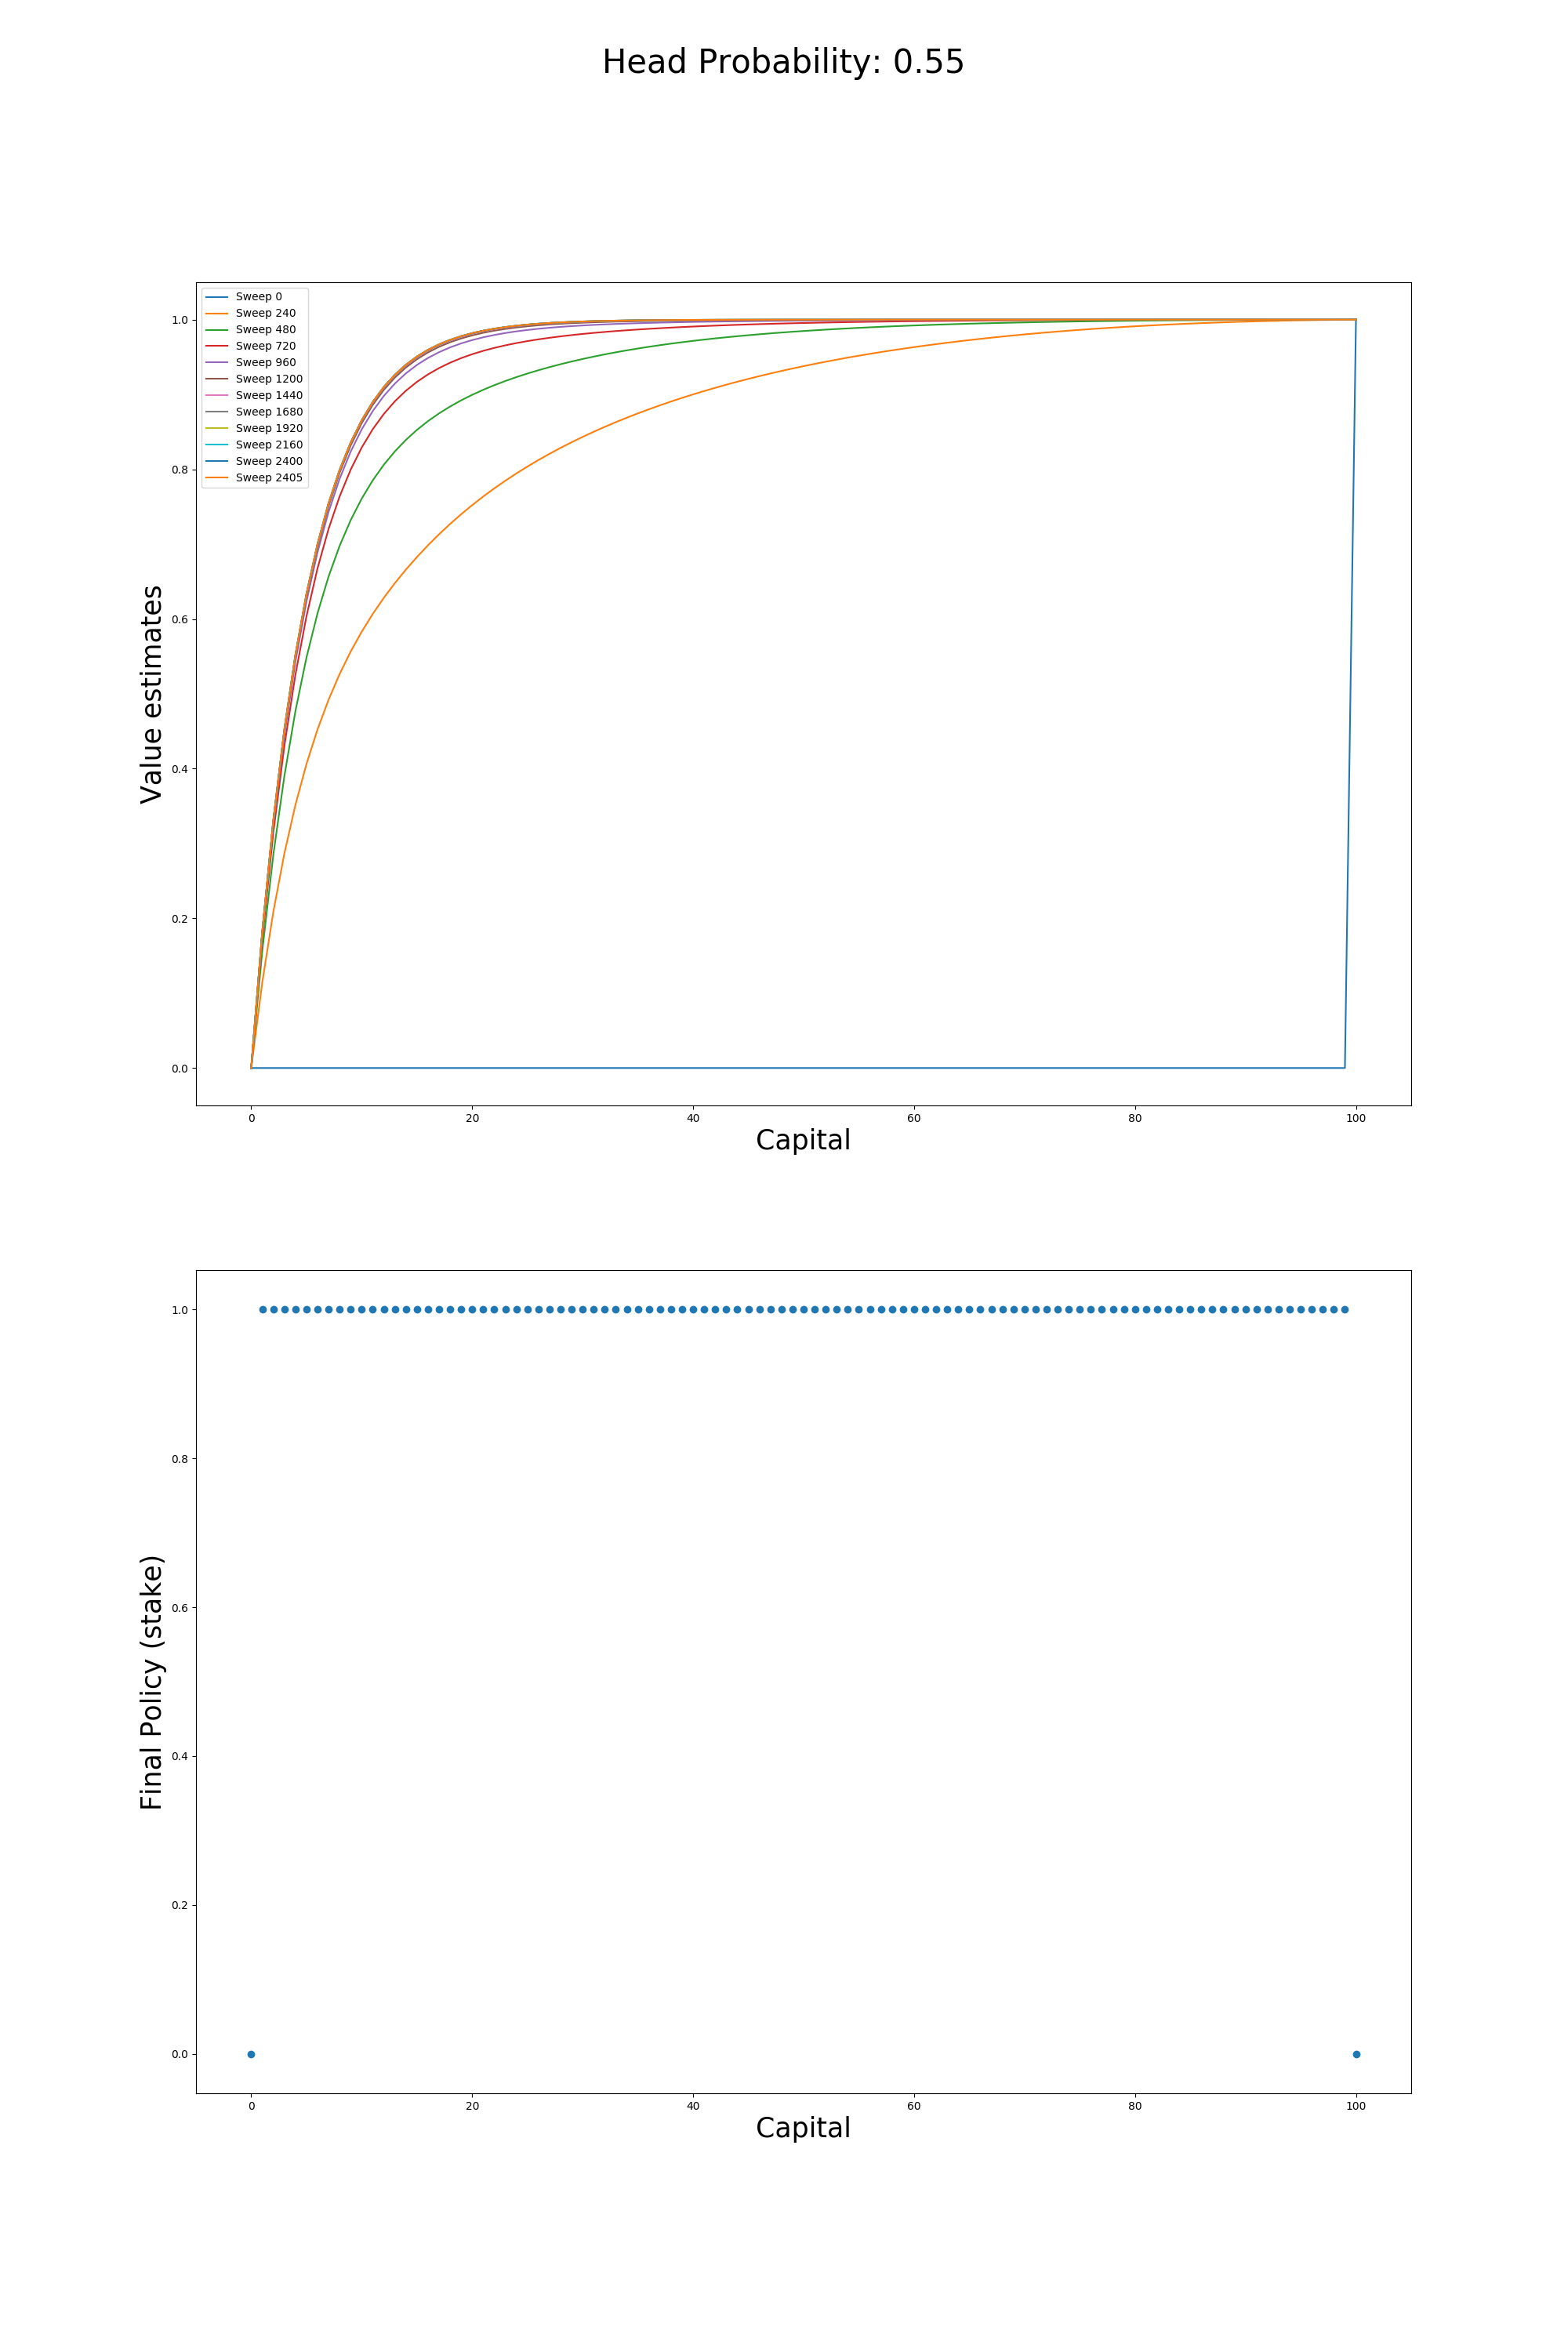 Head Probability: 0.55
Sweep 0
Sweep 240
Sweep 480
Sweep 720
Sweep 960
Sweep 1200
Sweep 1440
Sweep 1680
Sweep 1920
Sweep 2160
Sweep 2400
Sweep 2405
Value estimates
1.0
0.8
0.6
0.4
0.2
0.0
0 20 40 60 80 100
Capital
Final Policy (stake)
1.0
0.8
0.6
0.4
0.2
0.0
0 20 40 60 80 100
Capital